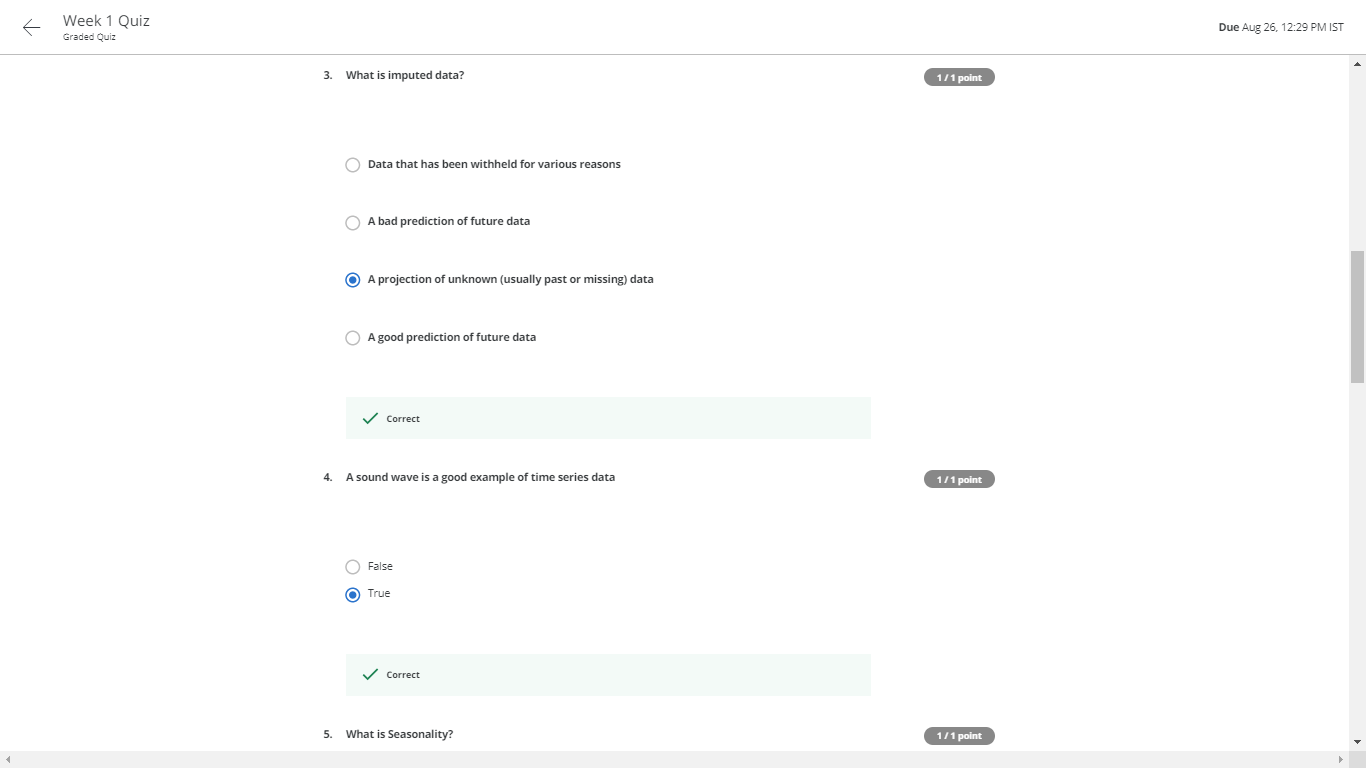 Week 1 Quiz
Graded Quiz
Due Aug 26, 12:29 PM IST
3. What is imputed data?
1 / 1 point
Data that has been withheld for various reasons
A bad prediction of future data
A projection of unknown (usually past or missing) data
A good prediction of future data
Correct
4. A sound wave is a good example of time series data
1 / 1 point
False
True
Correct
5. What is Seasonality?
1 / 1 point